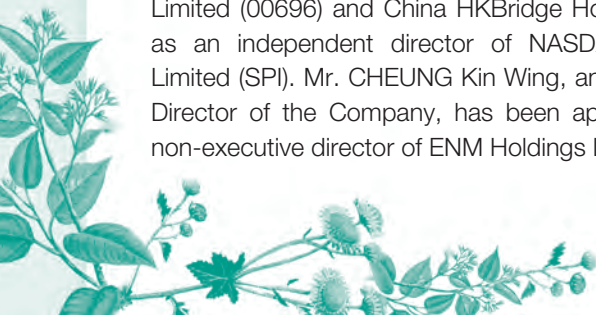 Limited (00696) and China HKBridge Ho
as an independent director of NASD
Limited (SPI). Mr. CHEUNG Kin Wing, an
Director of the Company, has been ap
non-executive director of ENM Holdings